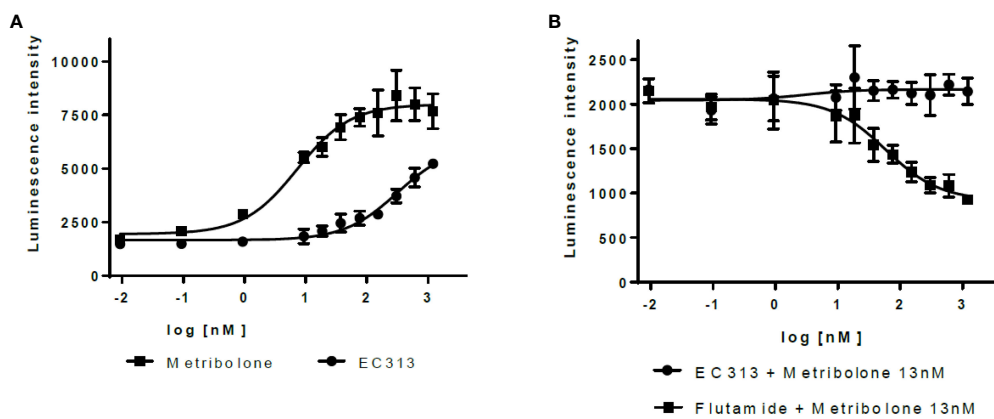 A
Luminescence intensity
10000
7500
5000
2500
0
-2 -1 0 1 2 3
log [nM]
Metribolone EC313
B
Luminescence intensity
2500
2000
1500
1000
500
0
-2 -1 0 1 2 3
log [nM]
EC313 + Metribolone 13nM
Flutamide + Metribolone 13nM